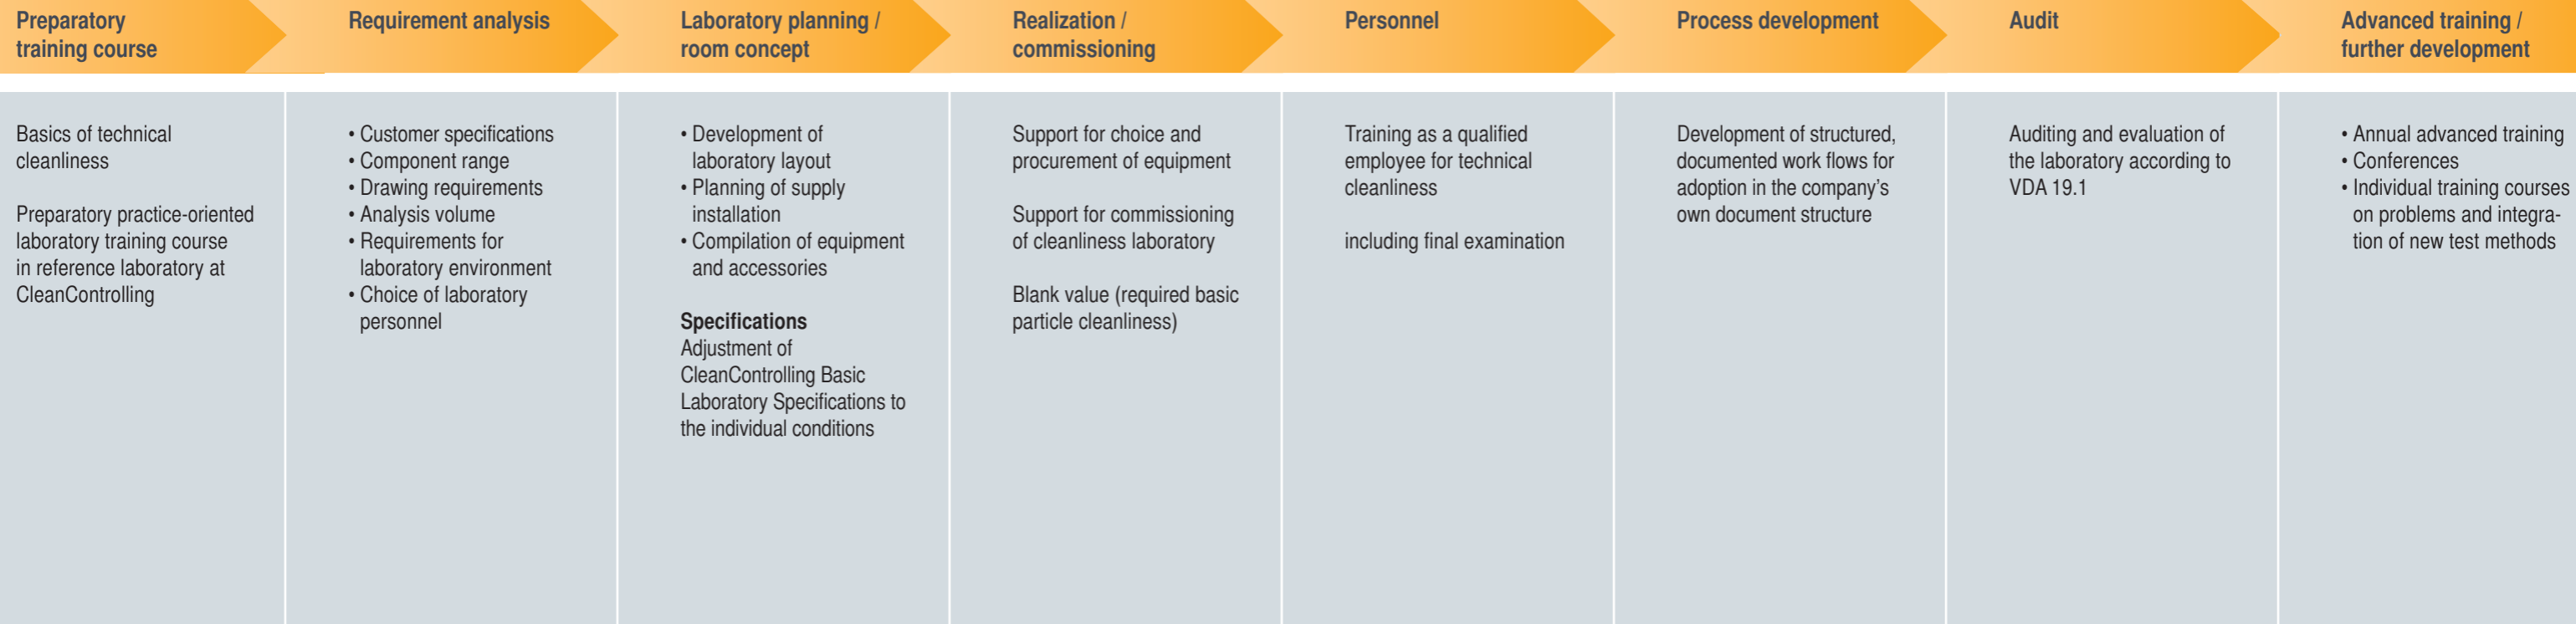 Preparatory
training course
Requirement analysis
Laboratory planning /
room concept
Realization /
commissioning
Personnel
Process development
Audit
Advanced training /
further development
Basics of technical
cleanliness
Preparatory practice-oriented
laboratory training course
in reference laboratory at
CleanControlling
• Customer specifications
• Component range
• Drawing requirements
• Analysis volume
• Requirements for
laboratory environment
• Choice of laboratory
personnel
• Development of
laboratory layout
• Planning of supply
installation
• Compilation of equipment
and accessories
Specifications
Adjustment of
CleanControlling Basic
Laboratory Specifications to
the individual conditions
Support for choice and
procurement of equipment
Support for commissioning
of cleanliness laboratory
Blank value (required basic
particle cleanliness)
Training as a qualified
employee for technical
cleanliness
including final examination
Development of structured,
documented work flows for
adoption in the company’s
own document structure
Auditing and evaluation of
the laboratory according to
VDA 19.1
• Annual advanced training
• Conferences
• Individual training courses
on problems and integra-
tion of new test methods